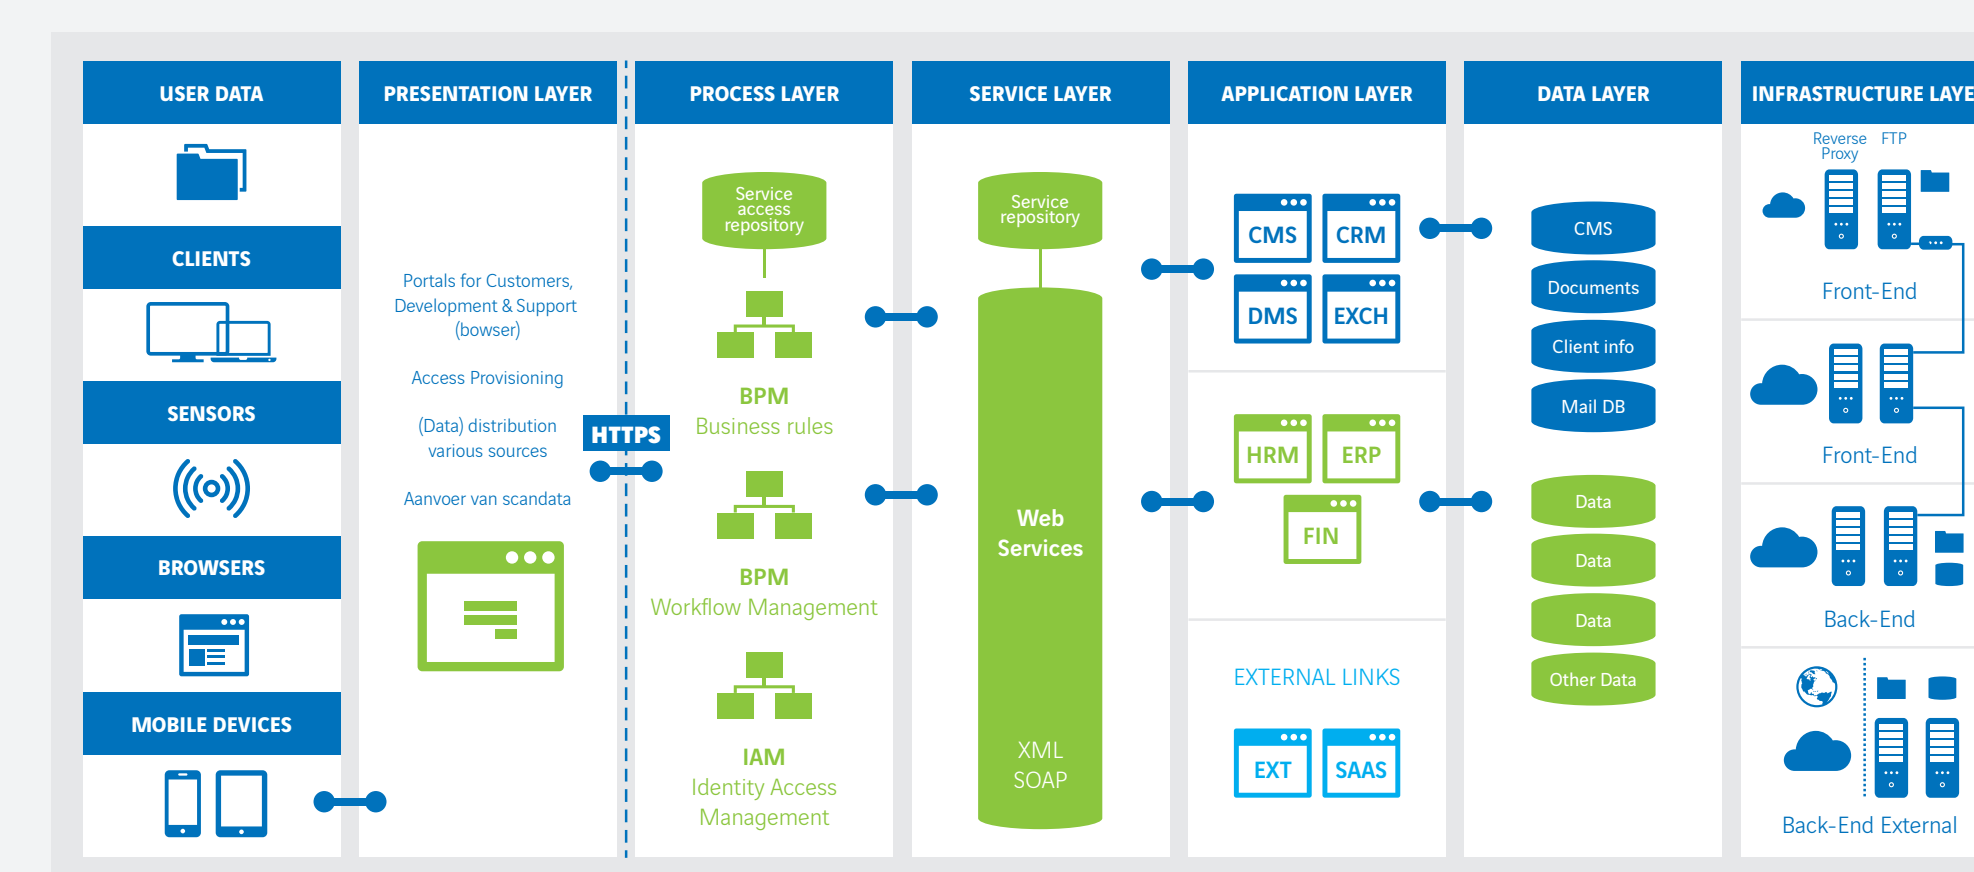 USER DATA
CLIENTS
SENSORS
BROWSERS
MOBILE DEVICES
PRESENTATION LAYER
Portals for Customers,
Development & Support
(bowser)
Access Provisioning
(Data) distribution
various sources
Aanvoer van scandata
HTTPS
PROCESS LAYER
Service
access
repository
BPM
Business rules
BPM
Workflow Management
IAM
Identity Access
Management
SERVICE LAYER
Service
repository
Web
Services
XML
SOAP
APPLICATION LAYER
CMS CRM
DMS EXCH
HRM ERP
FIN
EXTERNAL LINKS
EXT SAAS
DATA LAYER
CMS
Documents
Client info
Mail DB
Data
Data
Data
Other Data
INFRASTRUCTURE LAYE
Reverse
Proxy
FTP
Front-End
Front-End
Back-End
Back-End External